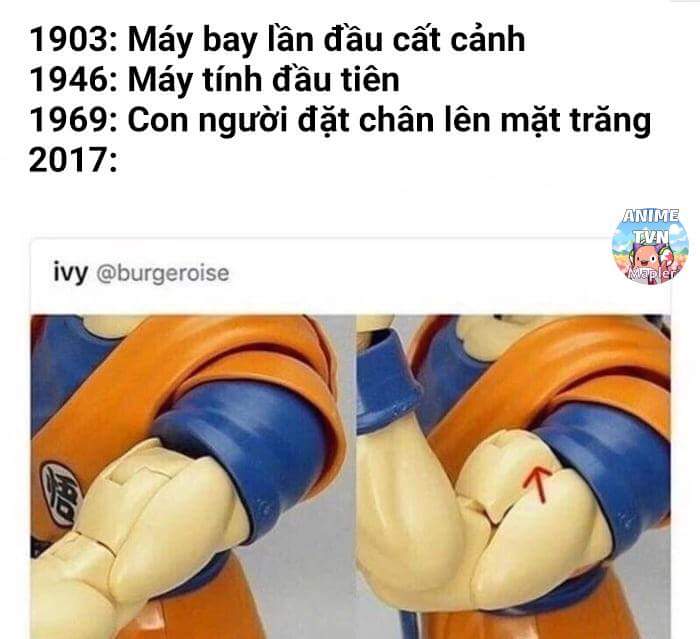 1903: Máy bay lần đầu cất cảnh
1946: Máy tính đầu tiên
1969: Con người đặt chân lên mặt trăng
2017:
ANIME
TVN
Mapler
ivy @burgeroise
悟